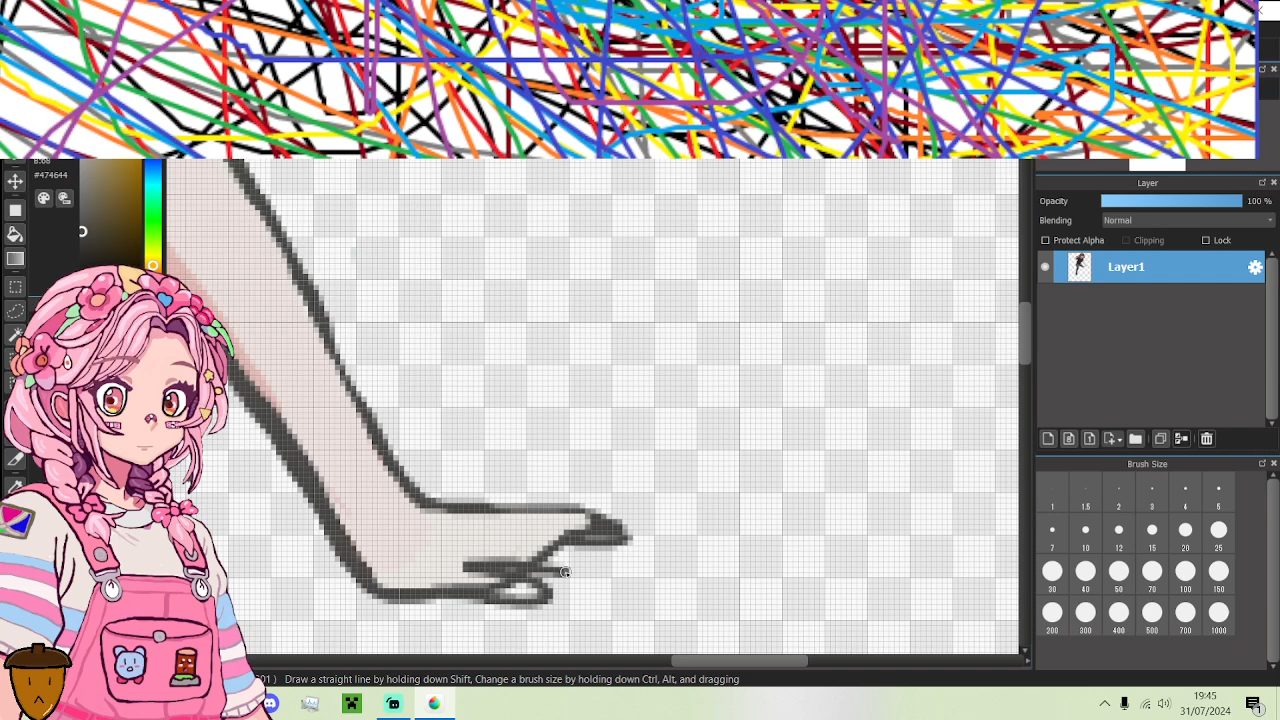 #474644
Layer
Opacity
100 %
Blending
Normal
Protect Alpha
Clipping
Lock
Layer1
Brush Size
1
1.5
2
3
4
5
7
10
12
15
20
25
30
40
50
70
100
150
200
300
400
500
700
1000
Draw a straight line by holding down Shift, Change a brush size by holding down Ctrl, Alt, and dragging
19:45
31/07/2024
1